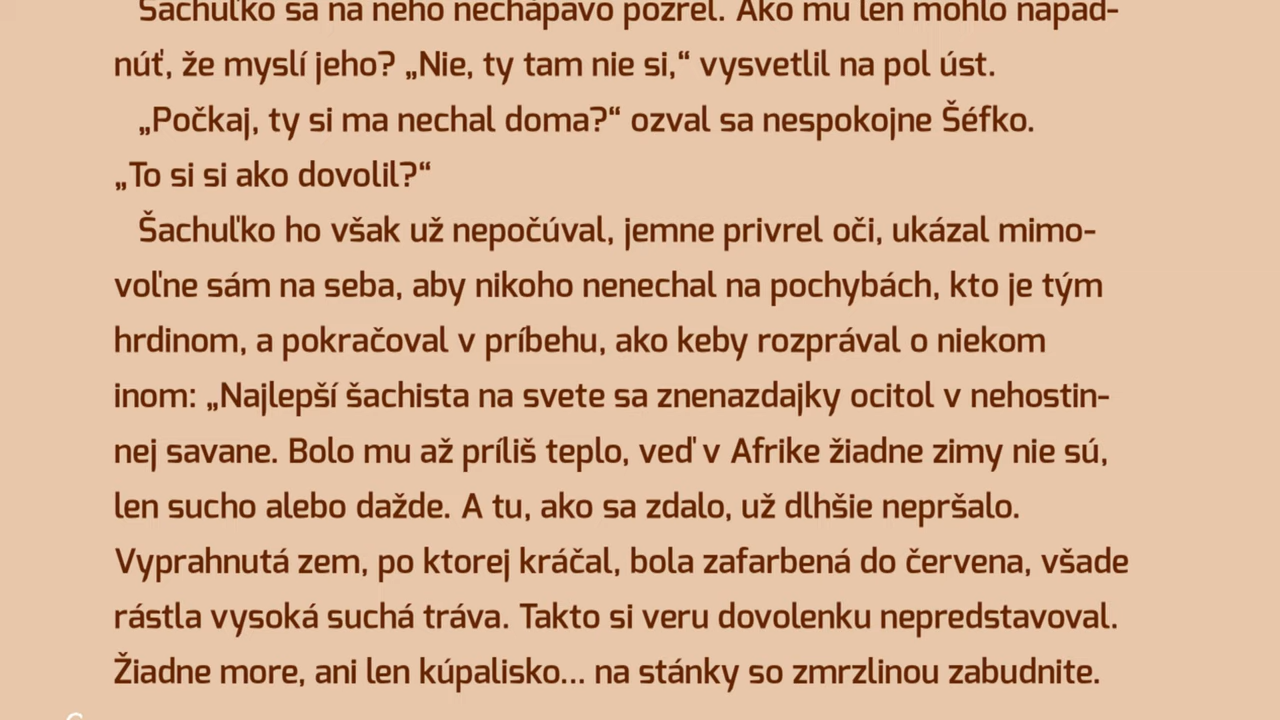 Šachuľko sa na neho nechápavo pozrel. Ako mu len mohlo napad-
núť, že myslí jeho? „Nie, ty tam nie si,“ vysvetlil na pol úst.
„Počkaj, ty si ma nechal doma?“ ozval sa nespokojne Šéfko.
„To si si ako dovolil?“
Šachuľko ho však už nepočúval, jemne privrel oči, ukázal mimo-
voľne sám na seba, aby nikoho nenechal na pochybách, kto je tým
hrdinom, a pokračoval v príbehu, ako keby rozprával o niekom
inom: „Najlepší šachista na svete sa znenazdajky ocitol v nehostin-
nej savane. Bolo mu až príliš teplo, veď v Afrike žiadne zimy nie sú,
len sucho alebo dažde. A tu, ako sa zdalo, už dlhšie nepršalo.
Vyprahnutá zem, po ktorej kráčal, bola zafarbená do červena, všade
rástla vysoká suchá tráva. Takto si veru dovolenku nepredstavoval.
Žiadne more, ani len kúpalisko... na stánky so zmrzlinou zabudnite.